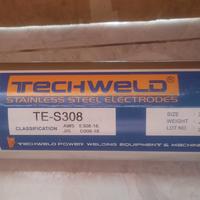 TECHWELD
STAINLESS STEEL ELECTRODES
TE-S308
SIZE
CLASSIFICATION AWS E308-16 WEIGHT
JIS LOT NO
TECHWELD POWER WELDING EQUIPMENT & MACHINE